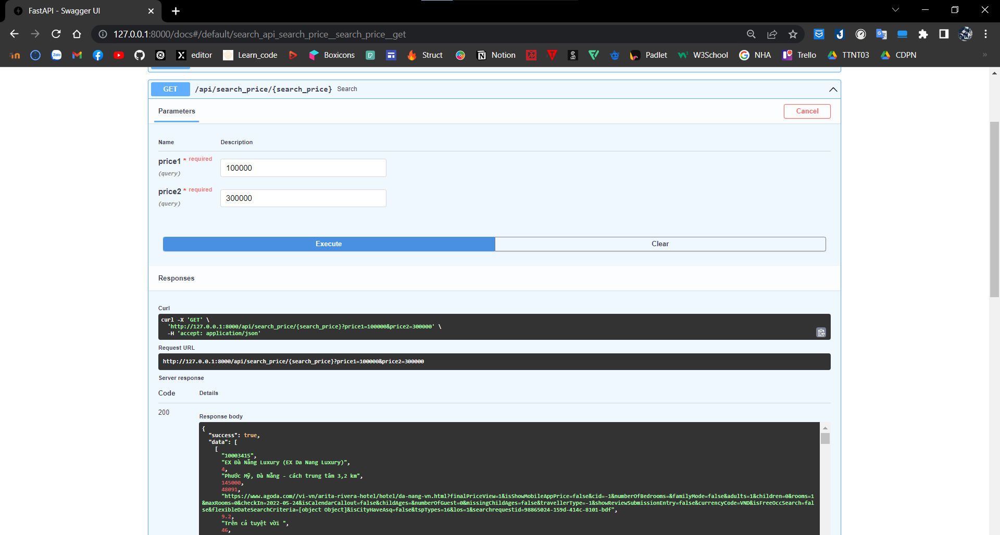 FastAPI - Swagger UI
127.0.0.1:8000/docs#/default/search_api_search_price__search_price__get
in Zalo editor Learn_code Boxicons Struct Notion Padlet W3School NHA Trello TTNT03 CDPN »
GET /api/search_price/{search_price} Search
Parameters
Cancel
Name Description
price1 * required
(query)
100000
price2 * required
(query)
300000
Execute Clear
Responses
Curl
curl -X 'GET' \
'http://127.0.0.1:8000/api/search_price/{search_price}?price1=100000&price2=300000' \
-H 'accept: application/json'
Request URL
http://127.0.0.1:8000/api/search_price/{search_price}?price1=100000&price2=300000
Server response
Code Details
200
Response body
{
"success": true,
"data": [
[
"10003415",
"EX Đà Nẵng Luxury (EX Da Nang Luxury)",
4,
"Phước Mỹ, Đà Nẵng - cách trung tâm 3,2 km",
145000,
48091,
"https://www.agoda.com//vi-vn/arita-rivera-hotel/hotel/da-nang-vn.html?finalPriceView=1&isShowMobileAppPrice=false&cid=-1&numberOfBedrooms=&familyMode=false&adults=1&children=0&rooms=1
&maxRooms=0&checkIn=2022-05-24&isCalendarCallout=false&childAges=&numberOfGuest=0&missingChildAges=false&travellerType=-1&showReviewSubmissionEntry=false&currencyCode=VND&isFreeOccSearch=fal
se&flexibleDateSearchCriteria=[object Object]&isCityHaveAsq=false&tspTypes=16&los=1&searchrequestid=98865024-159d-414c-8101-bdf",
9.2,
"Trên cả tuyệt vời ",
46,